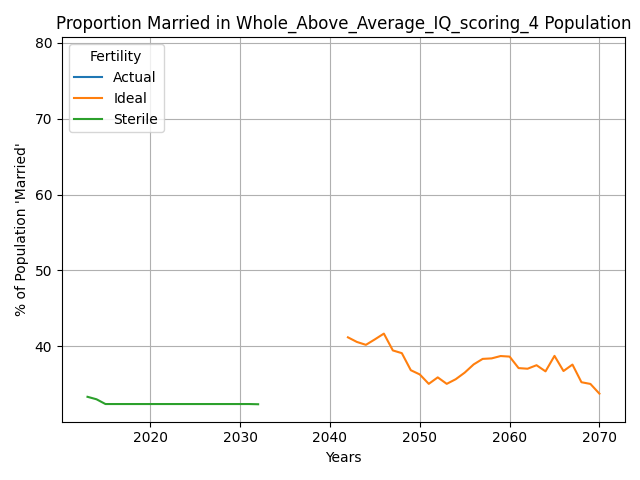 Proportion Married in Whole_Above_Average_IQ_scoring_4 Population
80
70
60
50
40
% of Population 'Married'
Fertility
Actual
Ideal
Sterile
2020 2030 2040 2050 2060 2070
Years